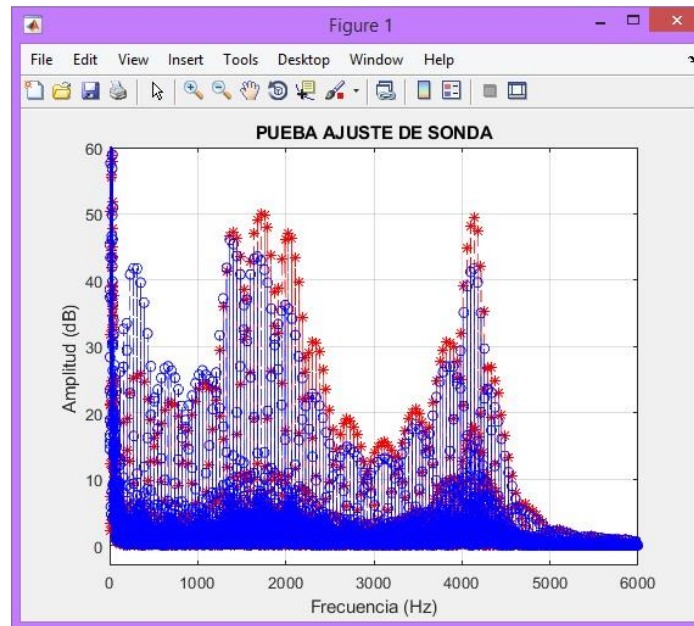 Figure 1
File Edit View Insert Tools Desktop Window Help
PUEBA AJUSTE DE SONDA
60
50
40
30
20
10
0
Amplitud (dB)
0 1000 2000 3000 4000 5000 6000
Frecuencia (Hz)